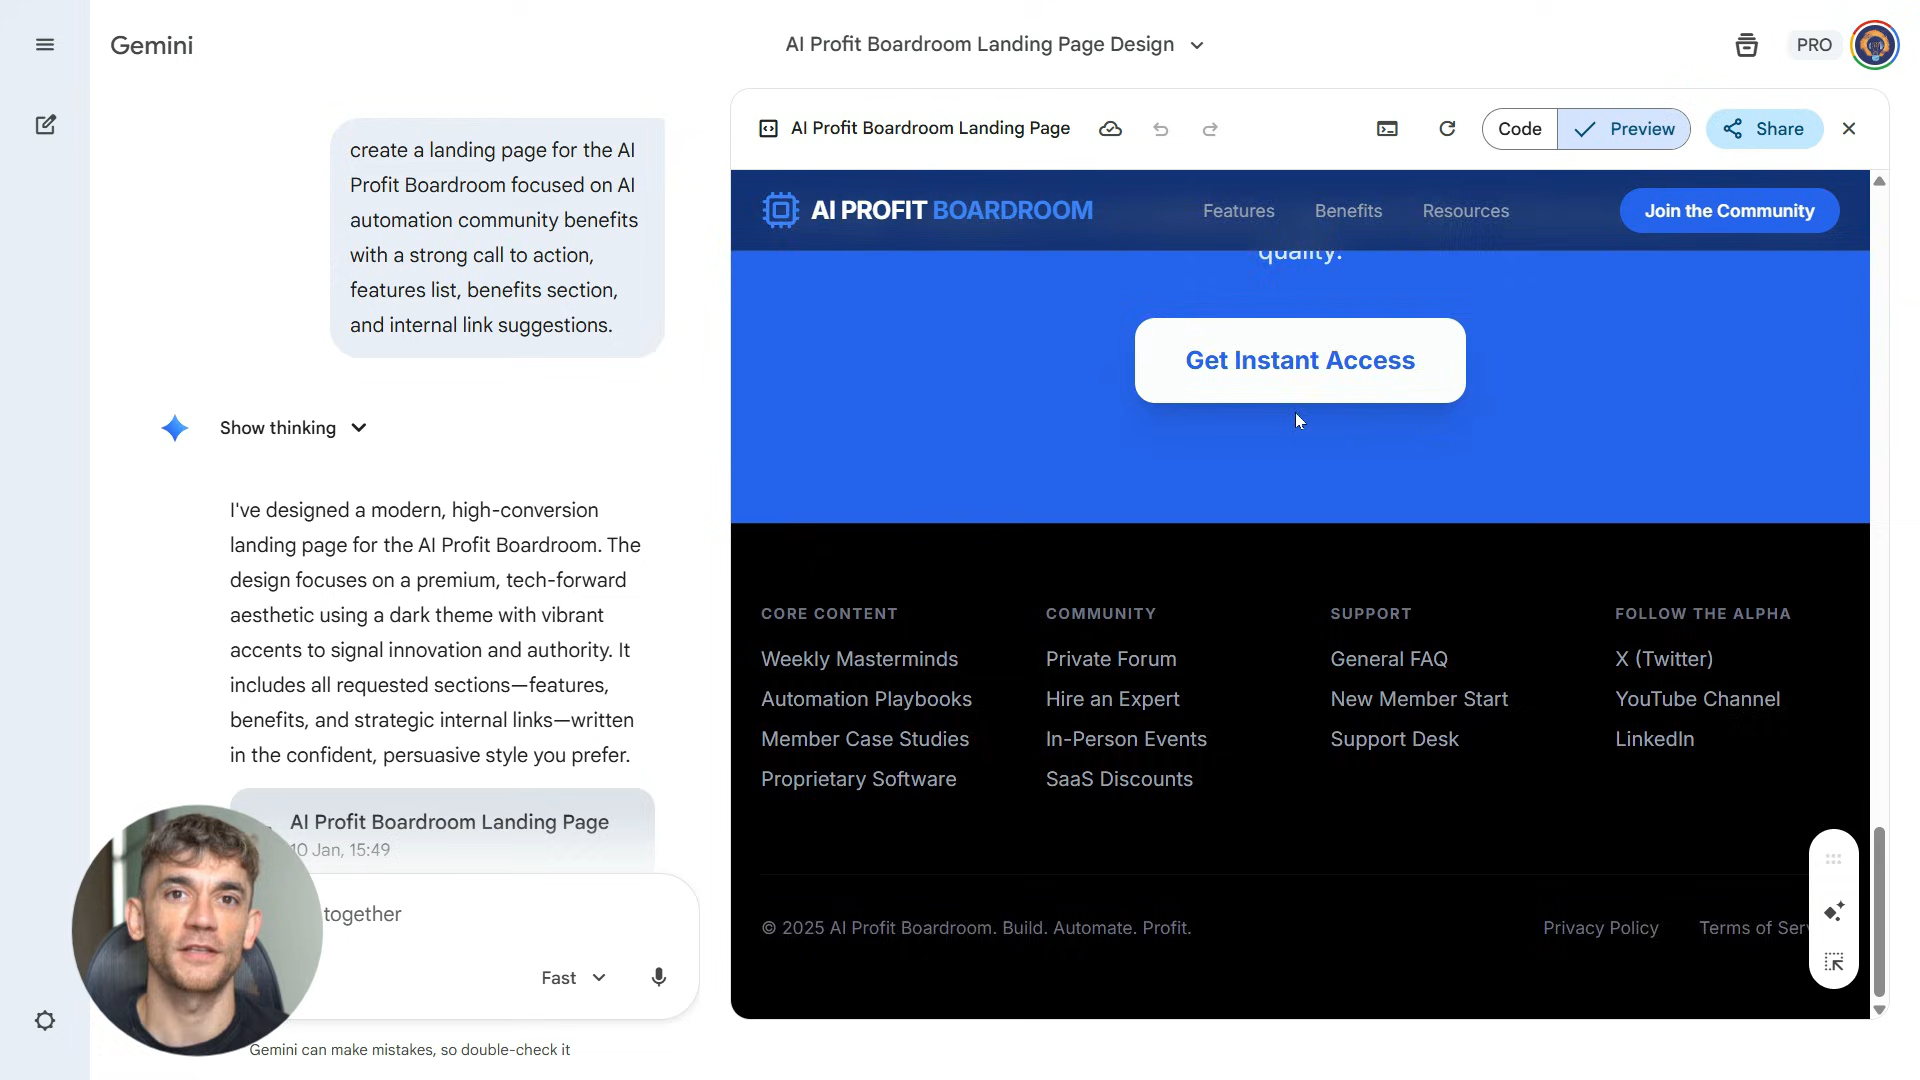 Gemini
AI Profit Boardroom Landing Page Design
PRO
create a landing page for the AI
Profit Boardroom focused on AI
automation community benefits
with a strong call to action,
features list, benefits section,
and internal link suggestions.
Show thinking
I've designed a modern, high-conversion
landing page for the AI Profit Boardroom. The
design focuses on a premium, tech-forward
aesthetic using a dark theme with vibrant
accents to signal innovation and authority. It
includes all requested sections—features,
benefits, and strategic internal links—written
in the confident, persuasive style you prefer.
AI Profit Boardroom Landing Page
10 Jan, 15:49
together
Fast
Gemini can make mistakes, so double-check it
AI Profit Boardroom Landing Page
Code
Preview
Share
AI PROFIT BOARDROOM
Features
Benefits
Resources
Join the Community
quality.
Get Instant Access
CORE CONTENT
Weekly Masterminds
Automation Playbooks
Member Case Studies
Proprietary Software
COMMUNITY
Private Forum
Hire an Expert
In-Person Events
SaaS Discounts
SUPPORT
General FAQ
New Member Start
Support Desk
FOLLOW THE ALPHA
X (Twitter)
YouTube Channel
LinkedIn
© 2025 AI Profit Boardroom. Build. Automate. Profit.
Privacy Policy
Terms of Ser